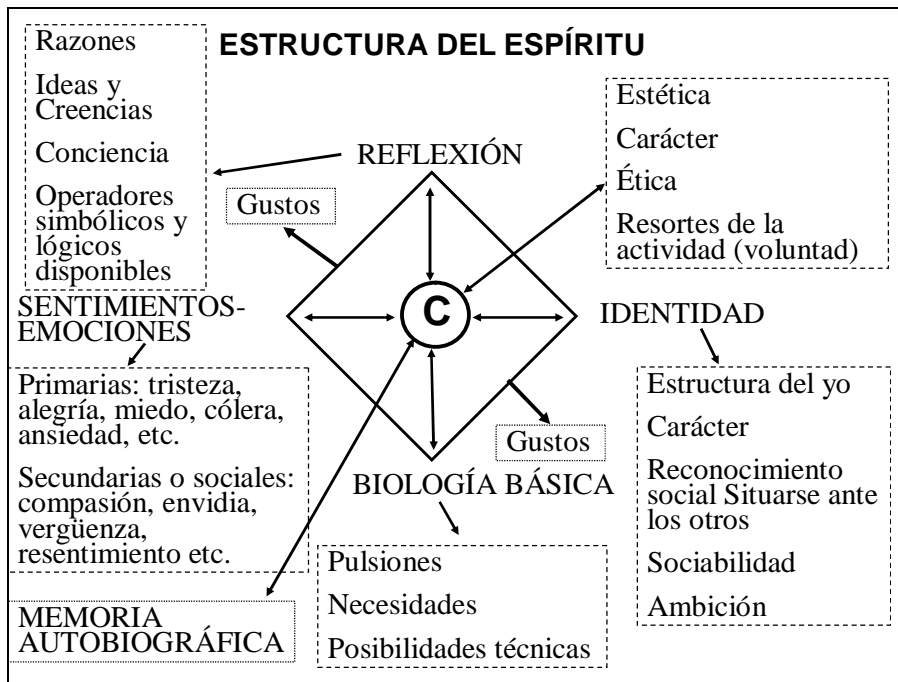 ESTRUCTURA DEL ESPÍRITU
Razones
Ideas y
Creencias
Conciencia
Operadores
simbólicos y
lógicos
disponibles
REFLEXIÓN
Gustos
Estética
Carácter
Ética
Resortes de la
actividad (voluntad)
SENTIMIENTOS-
EMOCIONES
C
IDENTIDAD
Primarias: tristeza,
alegría, miedo, cólera,
ansiedad, etc.
Secundarias o sociales:
compasión, envidia,
vergüenza,
resentimiento etc.
Gustos
BIOLOGÍA BÁSICA
Estructura del yo
Carácter
Reconocimiento
social Situarse ante
los otros
Sociabilidad
Ambición
Pulsiones
Necesidades
Posibilidades técnicas
MEMORIA
AUTOBIOGRÁFICA